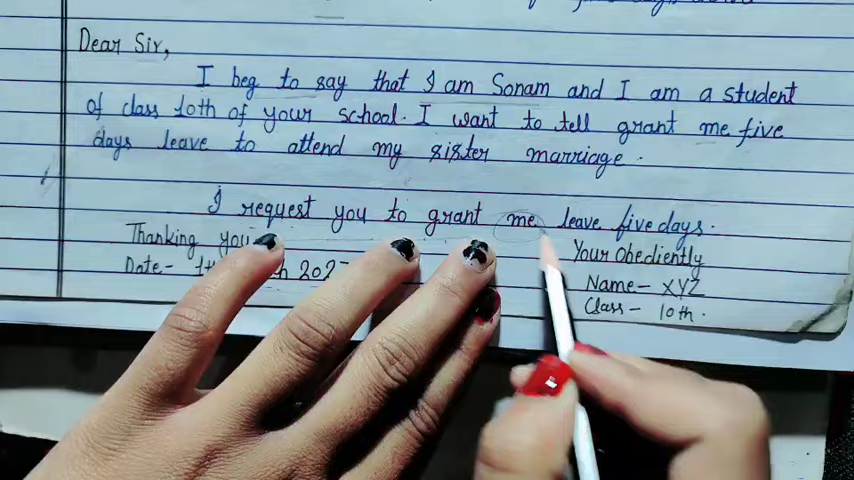 Dear Sir,
I beg to say that I am Sonam and I am a student
of class 10th of your school. I want to tell grant me five
days leave to attend my sister marriage.
I request you to grant me leave five days.
Thanking you
Your Obediently
Date-
Name- XYZ
Class- 10th.